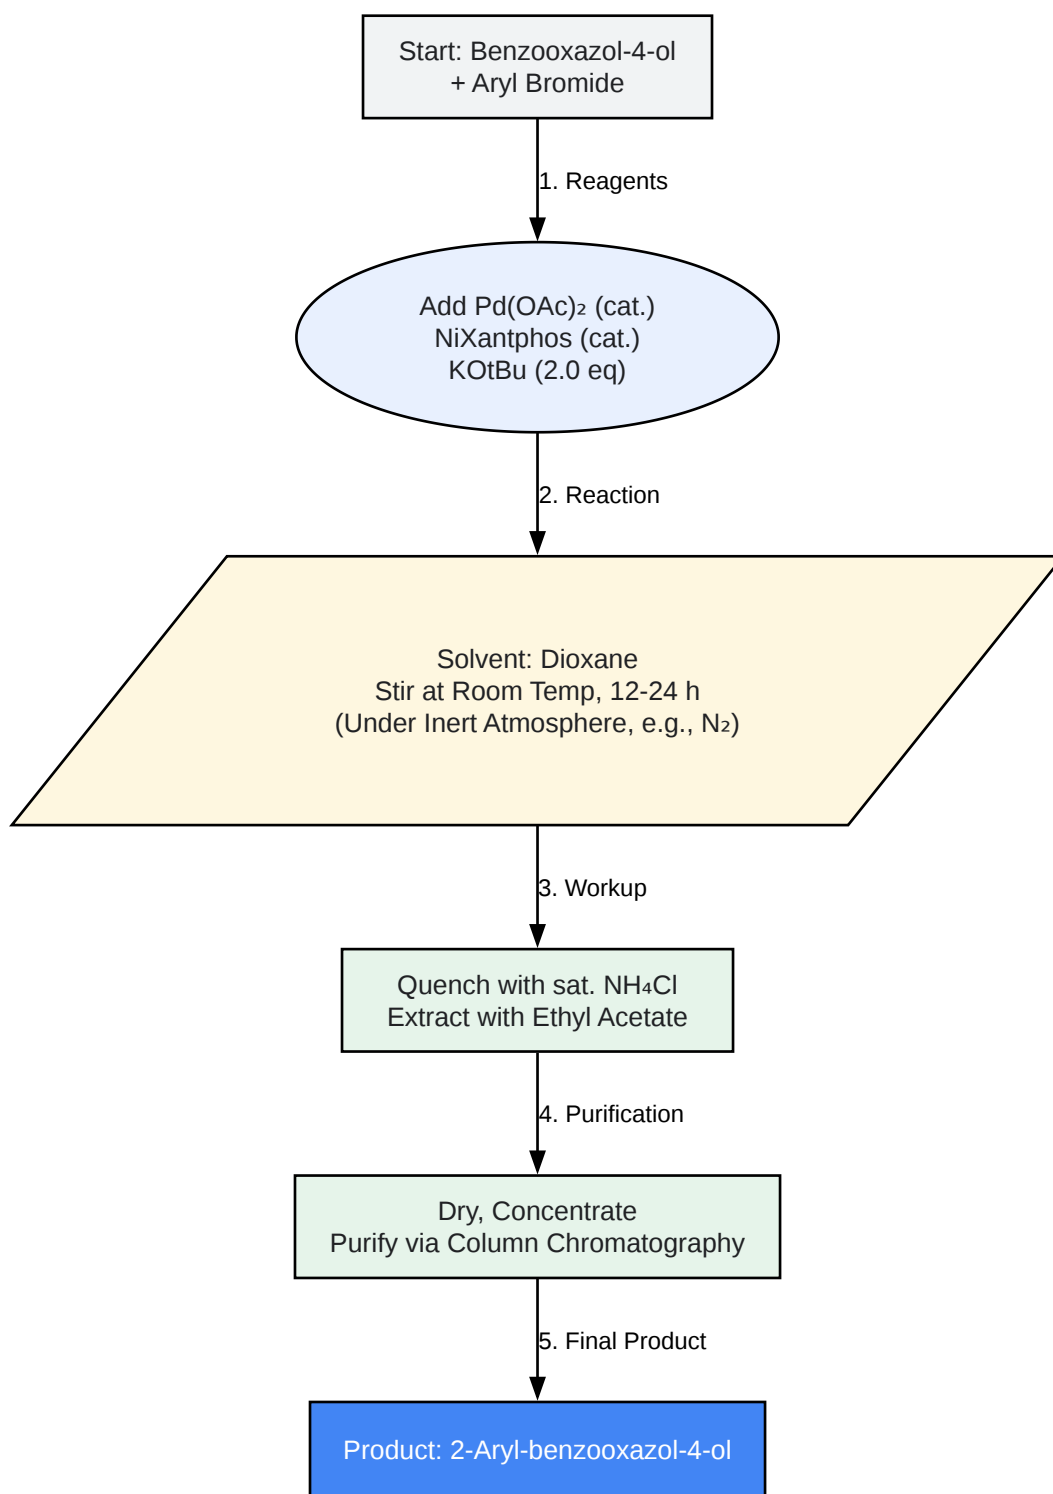 Start: Benzooxazol-4-ol
+ Aryl Bromide
1. Reagents
Add Pd(OAc)₂ (cat.)
NiXantphos (cat.)
KOtBu (2.0 eq)
2. Reaction
Solvent: Dioxane
Stir at Room Temp, 12-24 h
(Under Inert Atmosphere, e.g., N₂)
3. Workup
Quench with sat. NH₄Cl
Extract with Ethyl Acetate
4. Purification
Dry, Concentrate
Purify via Column Chromatography
5. Final Product
Product: 2-Aryl-benzooxazol-4-ol